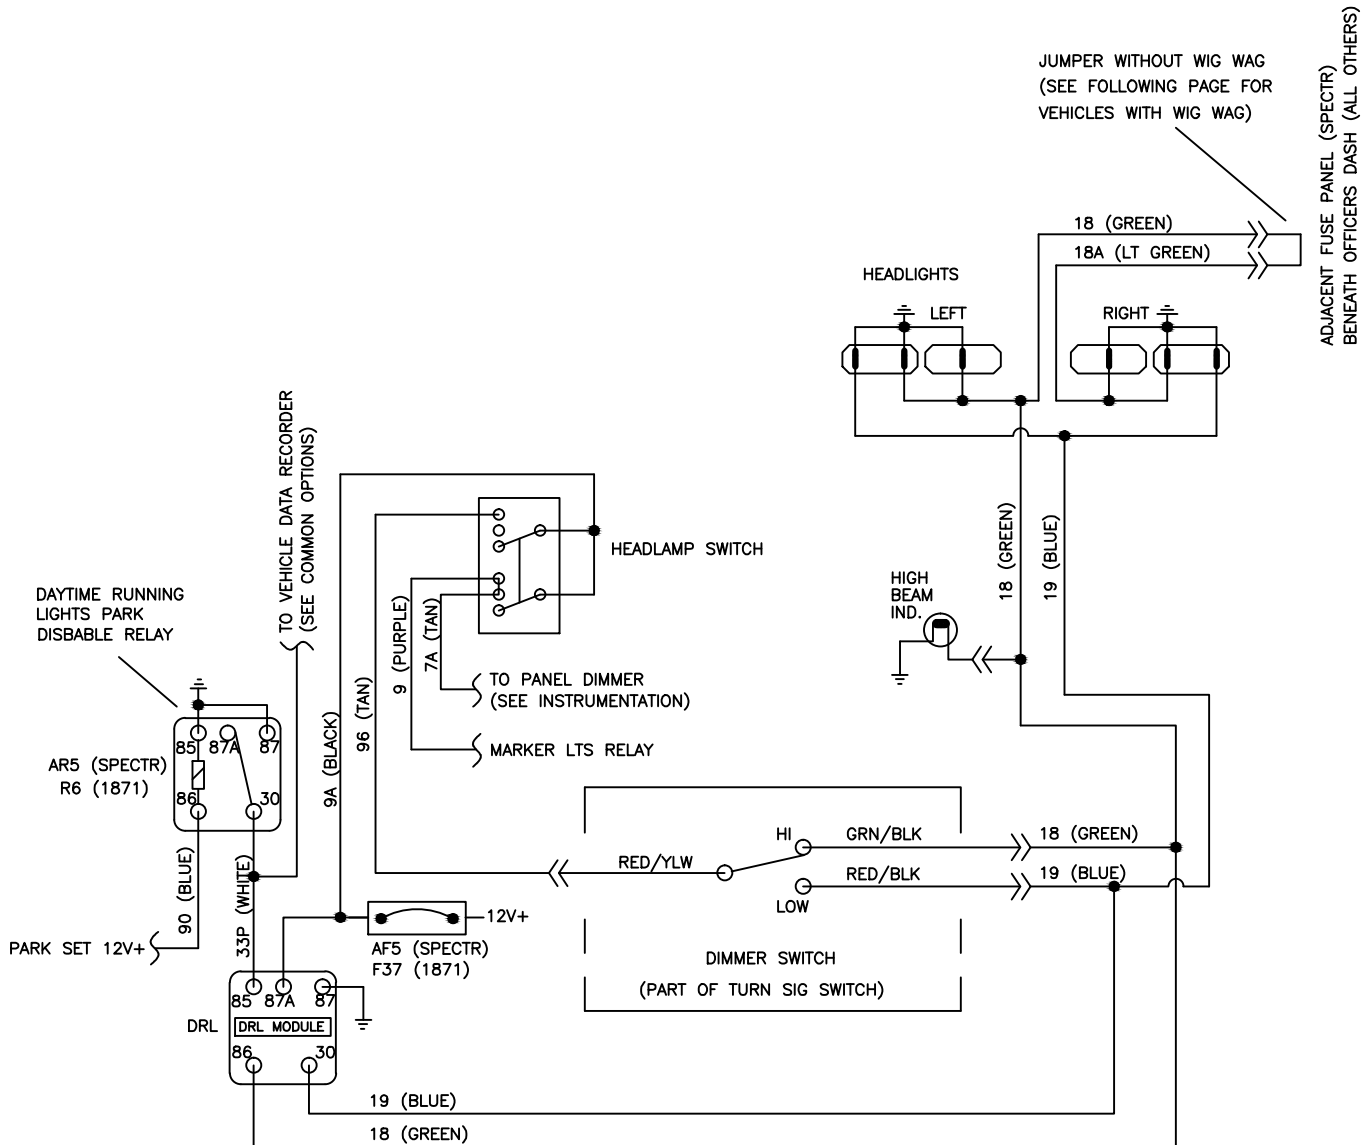 JUMPER WITHOUT WIG WAG
(SEE FOLLOWING PAGE FOR
VEHICLES WITH WIG WAG)
ADJACENT FUSE PANEL (SPECTR)
BENEATH OFFICERS DASH (ALL OTHERS)
18 (GREEN)
18A (LT GREEN)
HEADLIGHTS
LEFT
RIGHT
TO VEHICLE DATA RECORDER
(SEE COMMON OPTIONS)
HEADLAMP SWITCH
18 (GREEN)
19 (BLUE)
HIGH
BEAM
IND.
DAYTIME RUNNING
LIGHTS PARK
DISBABLE RELAY
9 (PURPLE)
7A (TAN)
TO PANEL DIMMER
(SEE INSTRUMENTATION)
96 (TAN)
9A (BLACK)
MARKER LTS RELAY
85
87A
87
AR5 (SPECTR)
R6 (1871)
86
30
HI
GRN/BLK
18 (GREEN)
RED/YLW
RED/BLK
19 (BLUE)
LOW
90 (BLUE)
33P (WHITE)
PARK SET 12V+
12V+
AF5 (SPECTR)
F37 (1871)
DIMMER SWITCH
(PART OF TURN SIG SWITCH)
85
87A
87
DRL
DRL MODULE
86
30
19 (BLUE)
18 (GREEN)